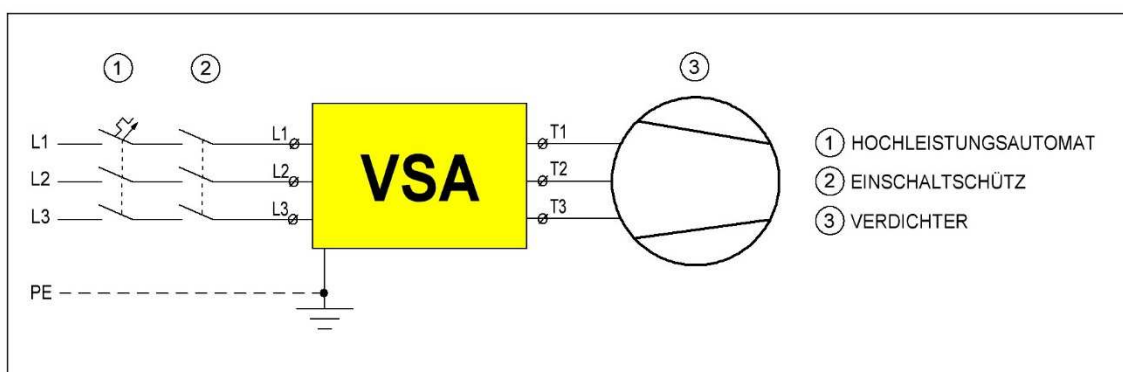 1 2 3
L1 L1 T1
L2 L2 VSA T2
L3 L3 T3
PE
1 HOCHLEISTUNGSAUTOMAT
2 EINSCHALTSCHÜTZ
3 VERDICHTER